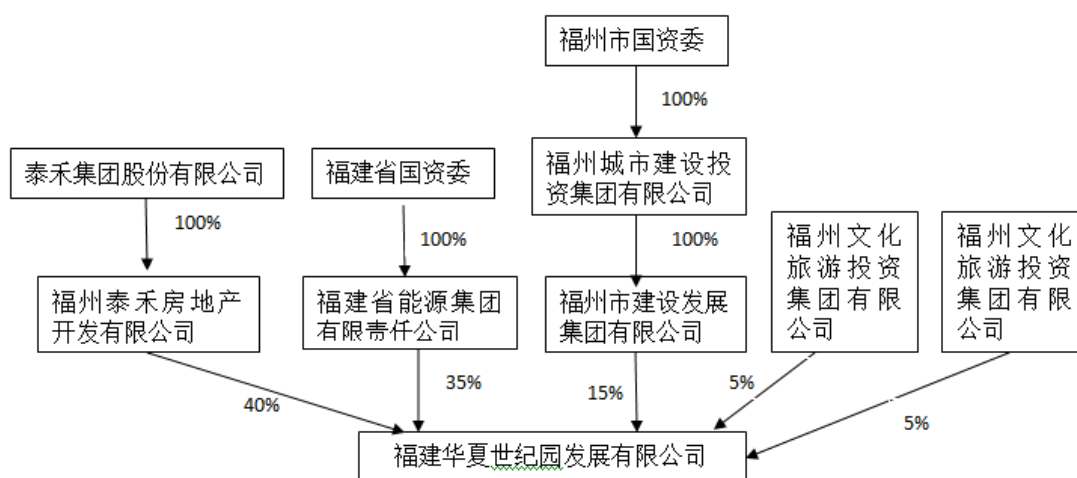 福州市国资委
100%
泰禾集团股份有限公司
福建省国资委
福州城市建设投
资集团有限公司
100%
100%
100%
福州文化
旅游投资
集团有限
公司
福州文化
旅游投资
集团有限
公司
福州泰禾房地产
开发有限公司
福建省能源集团
有限责任公司
福州市建设发展
集团有限公司
40%
35%
15%
5%
5%
福建华夏世纪园发展有限公司